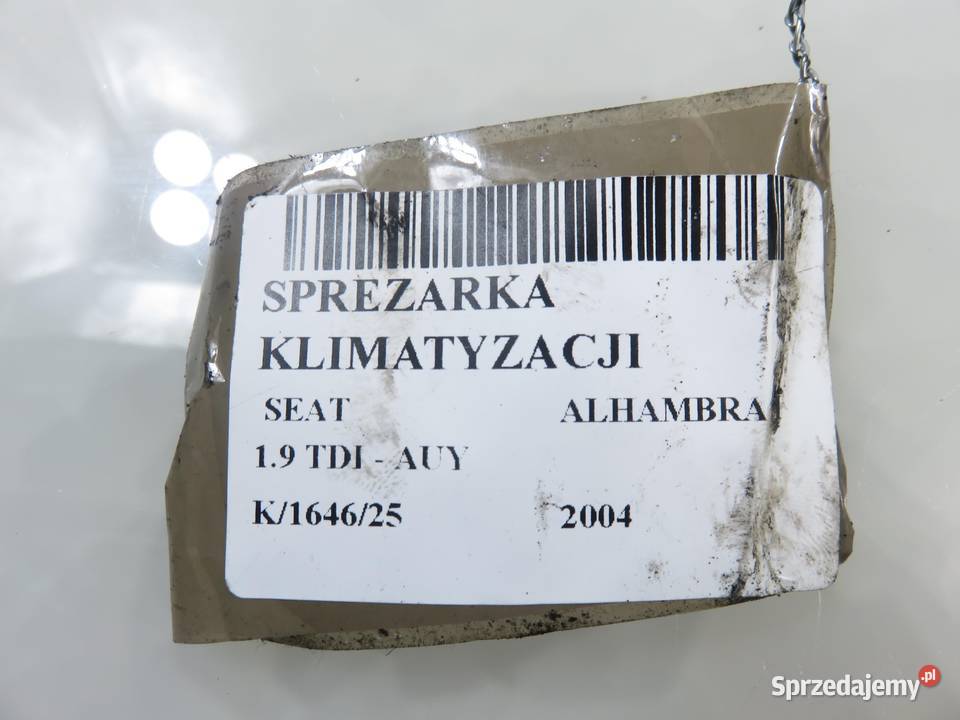 SPREZARKA
KLIMATYZACJI
SEAT ALHAMBRA
1.9 TDI - AUY
K/1646/25 2004
Sprzedajemy.pl